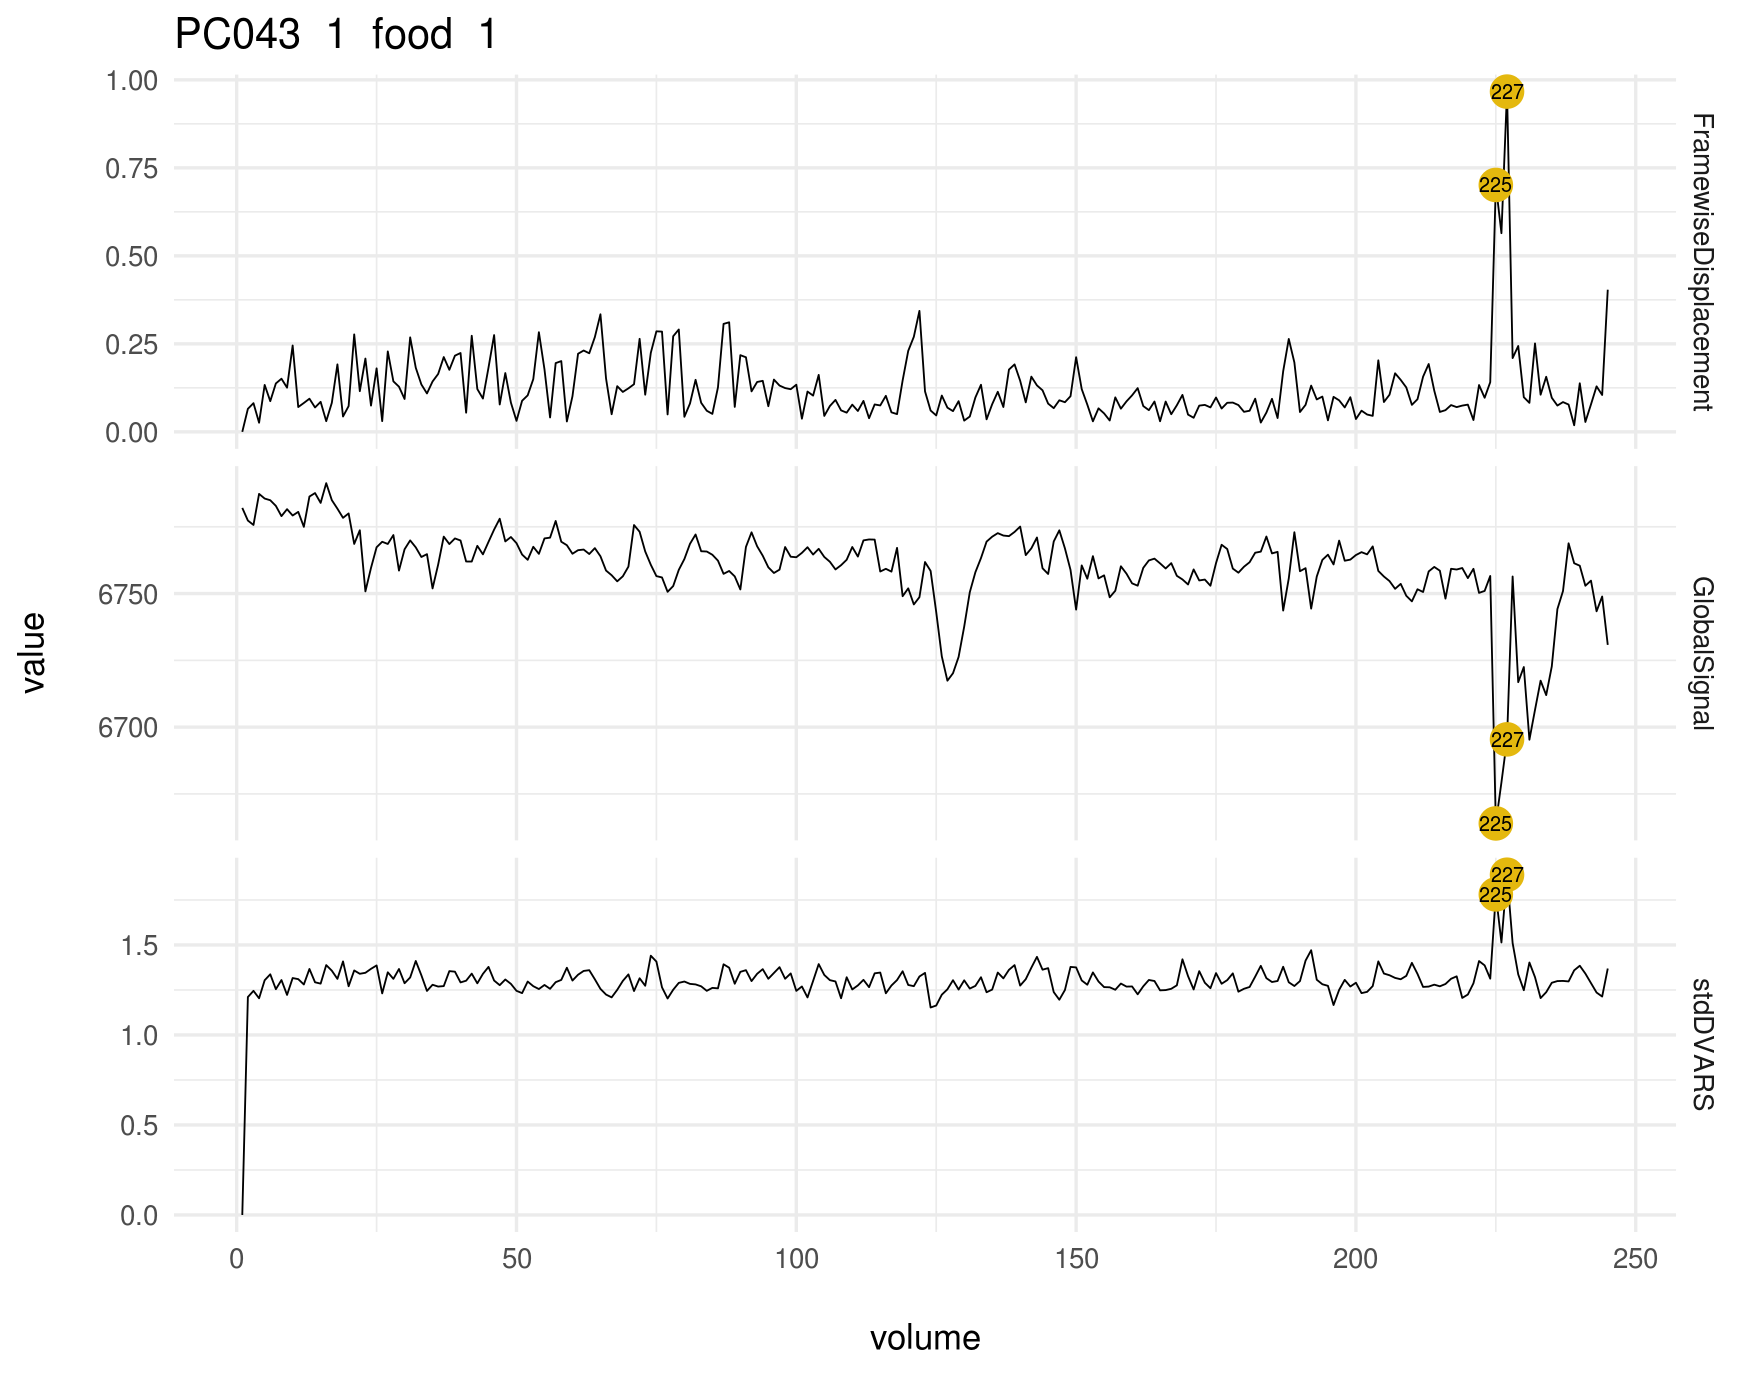 PC043 1 food 1
1.00
0.75
0.50
0.25
0.00
227
225
FramewiseDisplacement
6750
6700
227
225
GlobalSignal
value
1.5
1.0
0.5
0.0
227
225
stdDVARS
0 50 100 150 200 250
volume